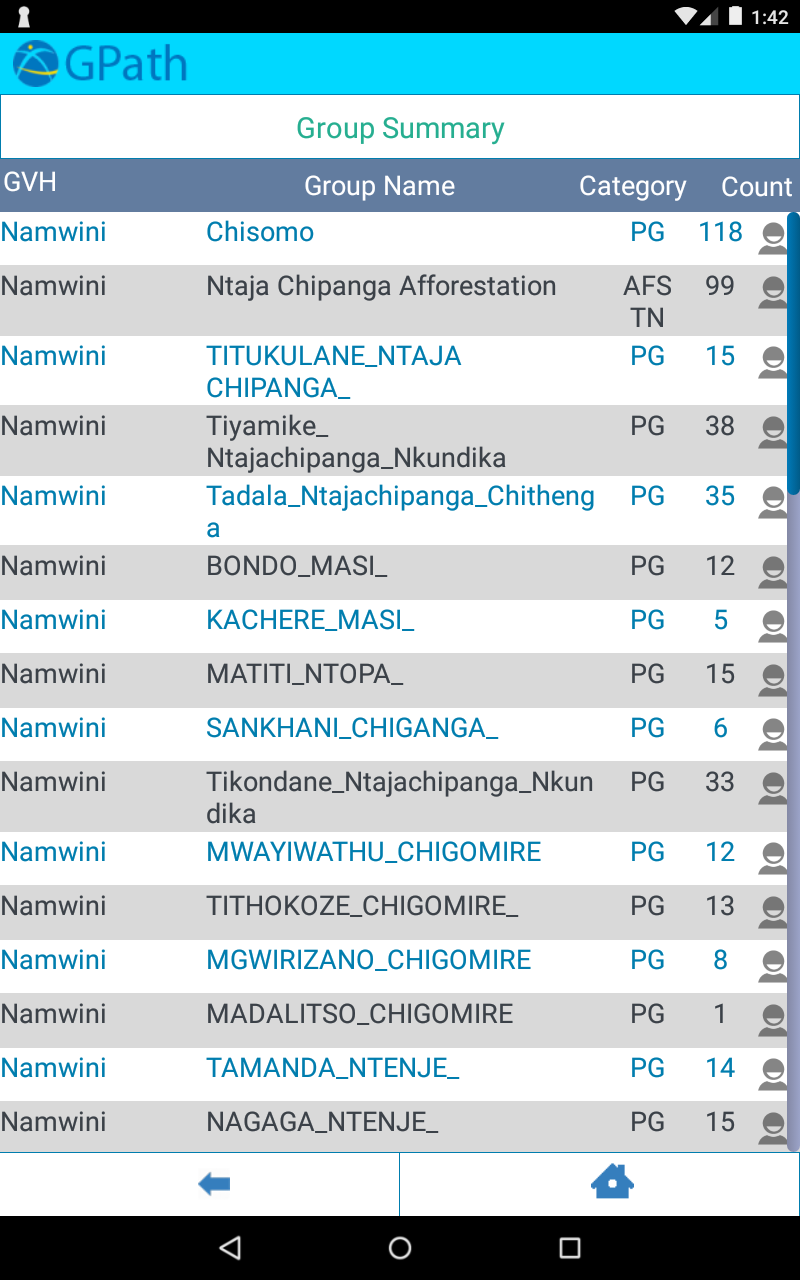 1:42
GPath
Group Summary
GVH Group Name Category Count
Namwini Chisomo PG 118
Namwini Ntaja Chipanga Afforestation AFS 99
TN
Namwini TITUKULANE_NTAJA PG 15
CHIPANGA_
Namwini Tiyamike_ PG 38
Ntajachipanga_Nkundika
Namwini Tadala_Ntajachipanga_Chitheng PG 35
a
Namwini BONDO_MASI_ PG 12
Namwini KACHERE_MASI_ PG 5
Namwini MATITI_NTOPA_ PG 15
Namwini SANKHANI_CHIGANGA_ PG 6
Namwini Tikondane_Ntajachipanga_Nkun PG 33
dika
Namwini MWAYIWATHU_CHIGOMIRE PG 12
Namwini TITHOKOZE_CHIGOMIRE_ PG 13
Namwini MGWIRIZANO_CHIGOMIRE PG 8
Namwini MADALITSO_CHIGOMIRE PG 1
Namwini TAMANDA_NTENJE_ PG 14
Namwini NAGAGA_NTENJE_ PG 15